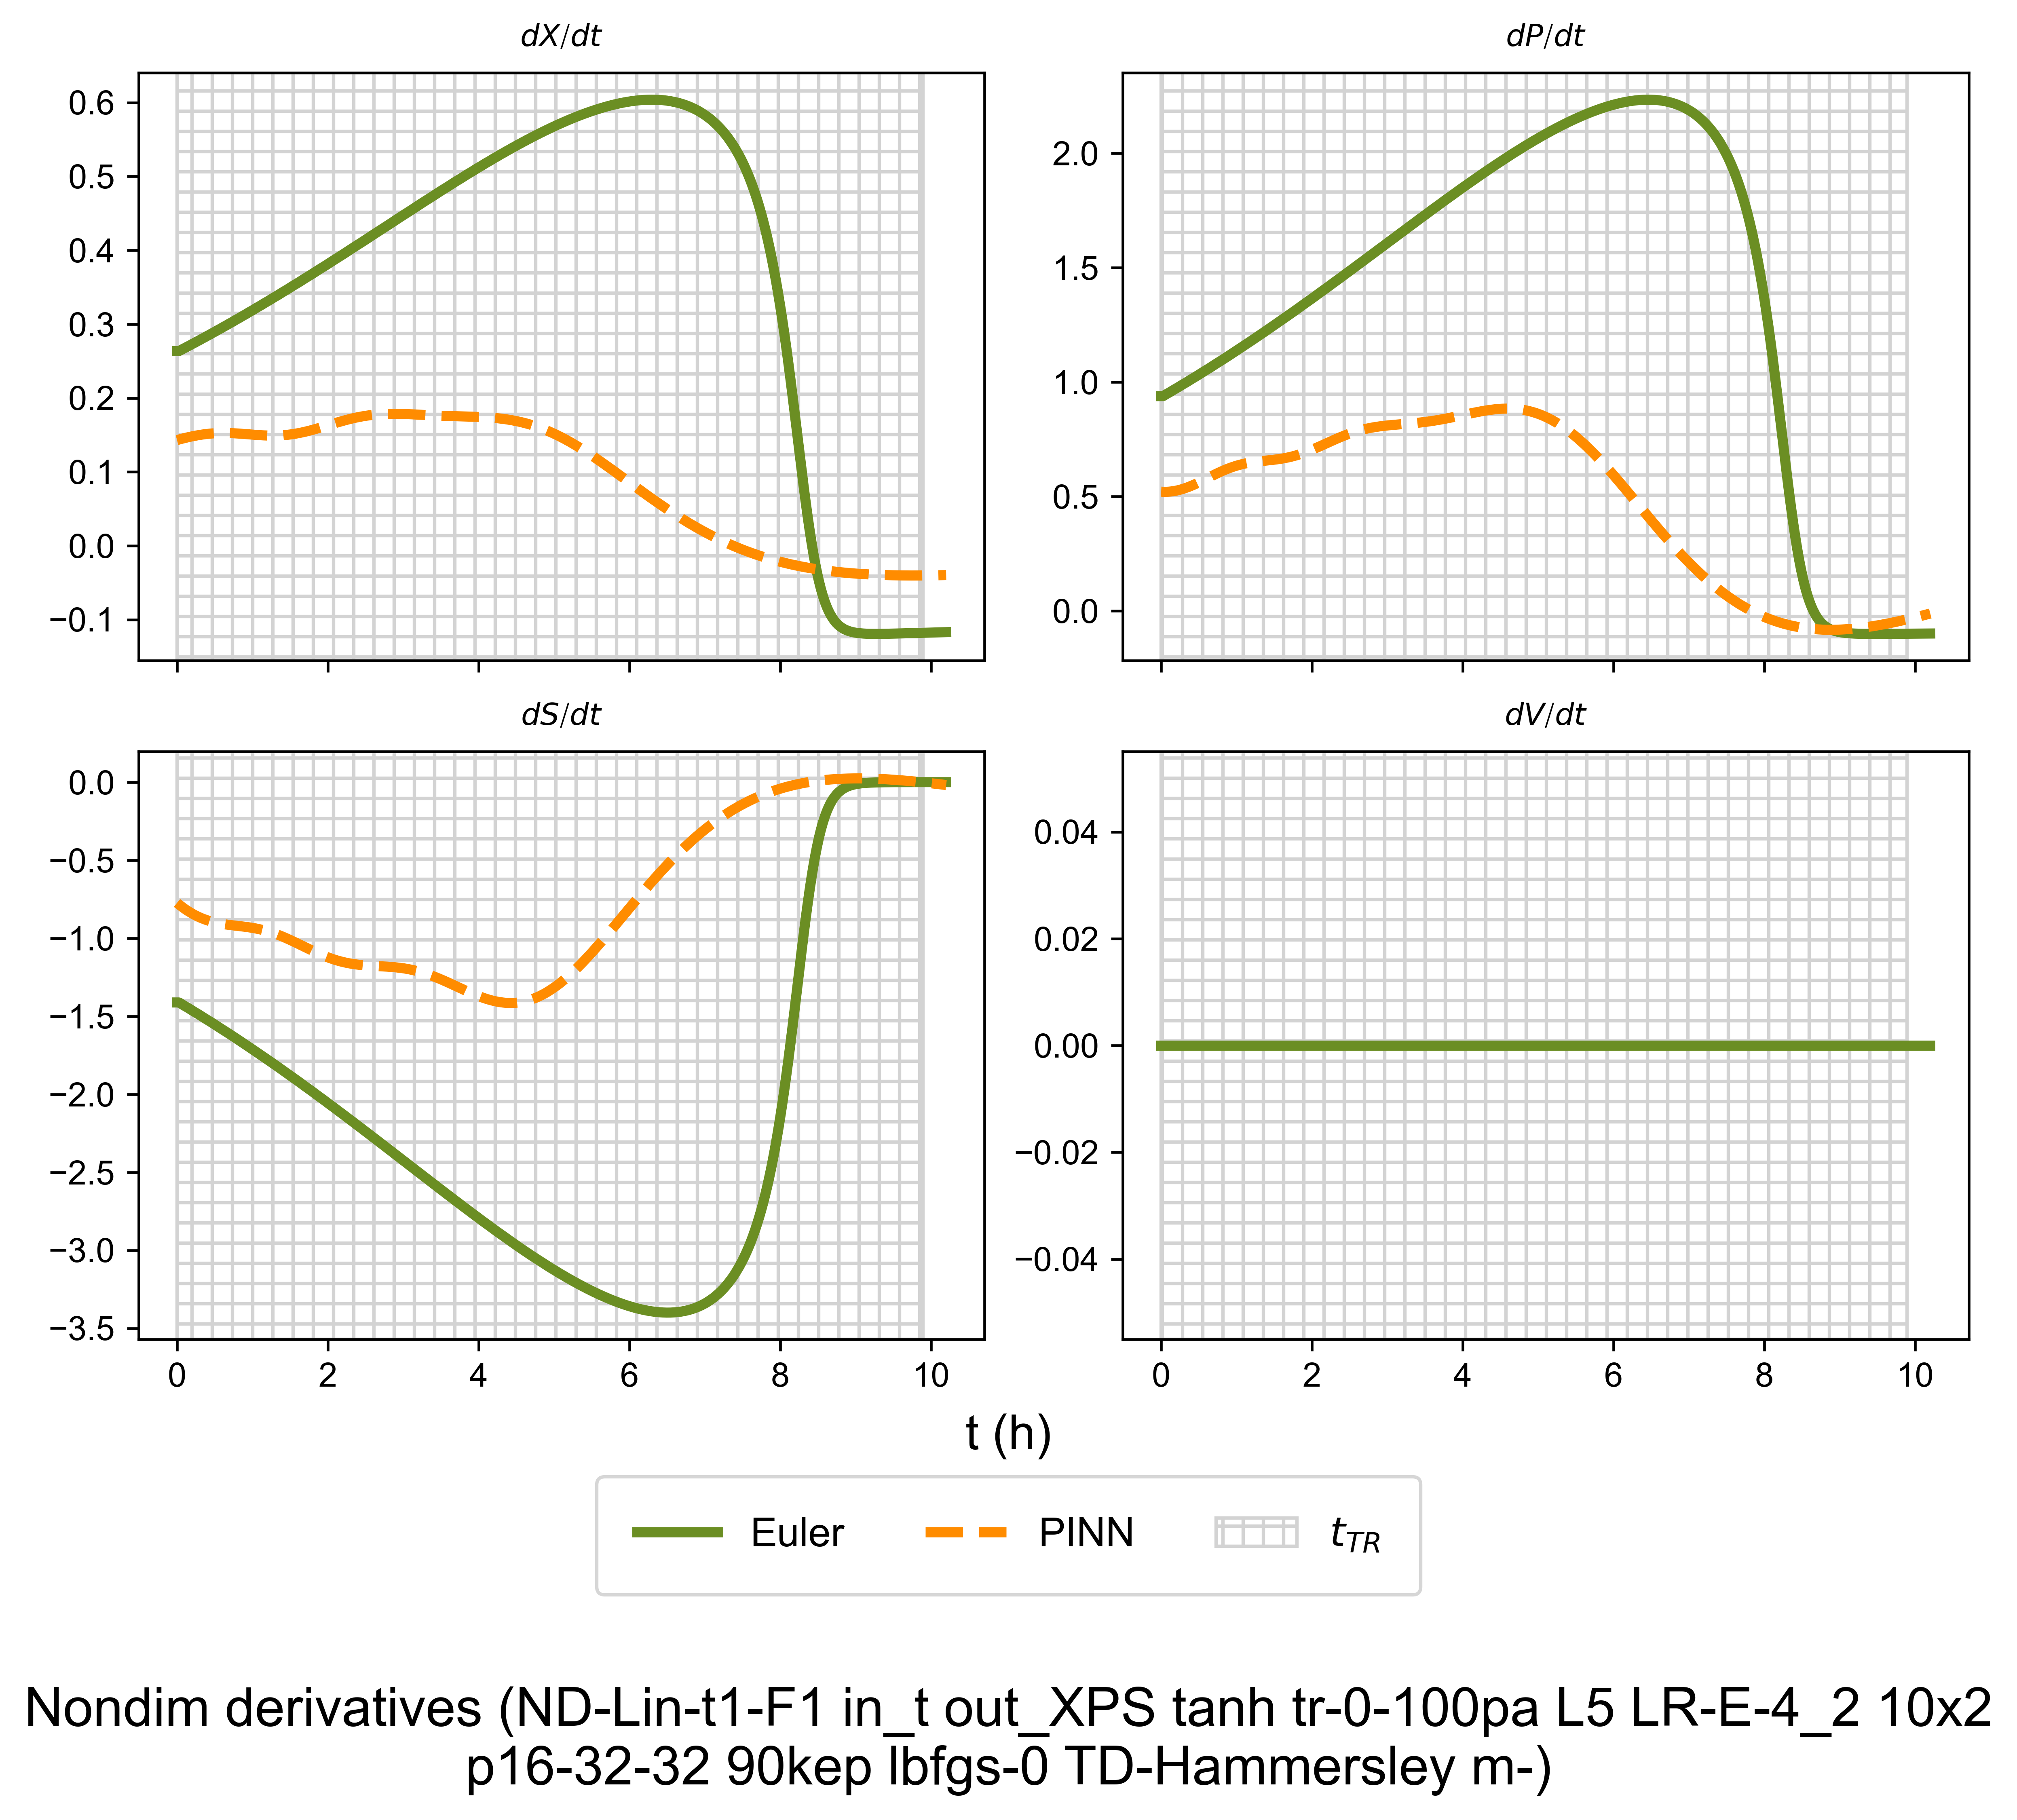 dX/dt
dP/dt
0.6
0.5
0.4
0.3
0.2
0.1
0.0
−0.1
2.0
1.5
1.0
0.5
0.0
dS/dt
dV/dt
0.0
−0.5
−1.0
−1.5
−2.0
−2.5
−3.0
−3.5
0 2 4 6 8 10
0.04
0.02
0.00
−0.02
−0.04
0 2 4 6 8 10
t (h)
Euler PINN t_TR
Nondim derivatives (ND-Lin-t1-F1 in_t out_XPS tanh tr-0-100pa L5 LR-E-4_2 10x2
p16-32-32 90kep lbfgs-0 TD-Hammersley m-)